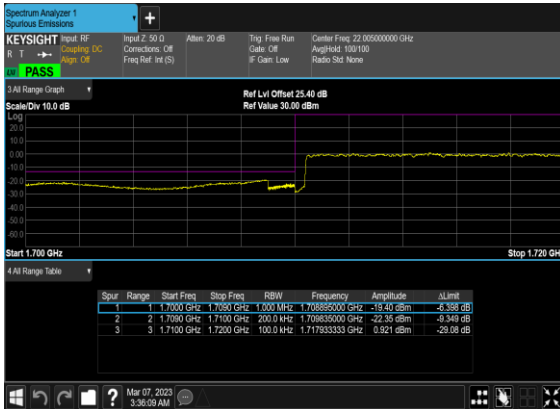 Spectrum Analyzer 1
Spurious Emissions
+
KEYSIGHT Input: RF Input Z: 50 Ω Atten: 20 dB Trig: Free Run Center Freq: 22.005000000 GHz
R T Coupling: DC Corrections: Off Gate: Off Avg|Hold: 100/100
Align: Off Freq Ref: Int (S) IF Gain: Low Radio Std: None
PASS
3 All Range Graph
Ref Lvl Offset 25.40 dB
Scale/Div 10.0 dB Ref Value 30.00 dBm
Log
20.0
10.0
0.00
-10.0
-20.0
-30.0
-40.0
-50.0
-60.0
Start 1.700 GHz Stop 1.720 GH
4 All Range Table
Spur Range Start Freq Stop Freq RBW Frequency Amplitude ΔLimit
1 1 1.7000 GHz 1.7090 GHz 1.000 MHz 1.708895000 GHz -19.40 dBm -6.398 dB
2 2 1.7090 GHz 1.7100 GHz 200.0 kHz 1.709835000 GHz -22.35 dBm -9.349 dB
3 3 1.7100 GHz 1.7200 GHz 100.0 kHz 1.717933333 GHz 0.921 dBm -29.08 dB
? Mar 07, 2023
3:36:09 AM